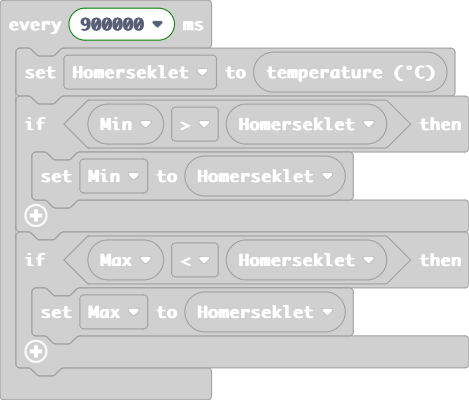 every 900000 ms
set Homerseklet to temperature (°C)
if Min > Homerseklet then
set Min to Homerseklet
if Max < Homerseklet then
set Max to Homerseklet